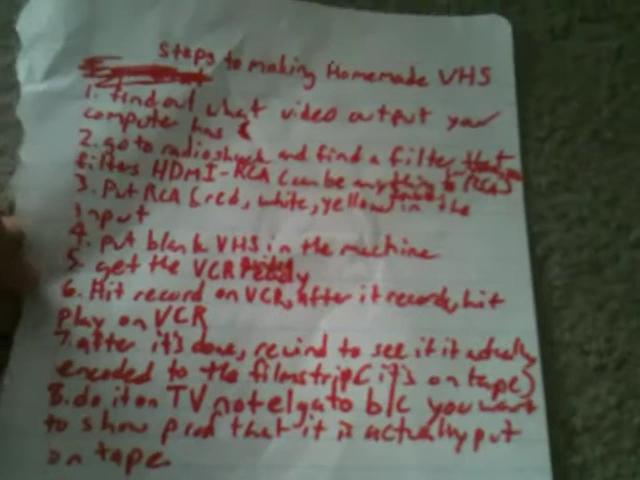 Steps to making Homemade VHS
1. find out what video output your
computer has
2. go to radioshack and find a filter that
filters HDMI-RCA (can be anything to RCA)
3. Put RCA (red, white, yellow in the
input
4. put blank VHS in the machine
5. get the VCR ready
6. Hit record on VCR, after it records, hit
play on VCR
7. after it's done, rewind to see if it actually
encoded to the filmstrip (it's on tape)
8. do it on TV not elgato b/c you want
to show proof that it is actually put
on tape